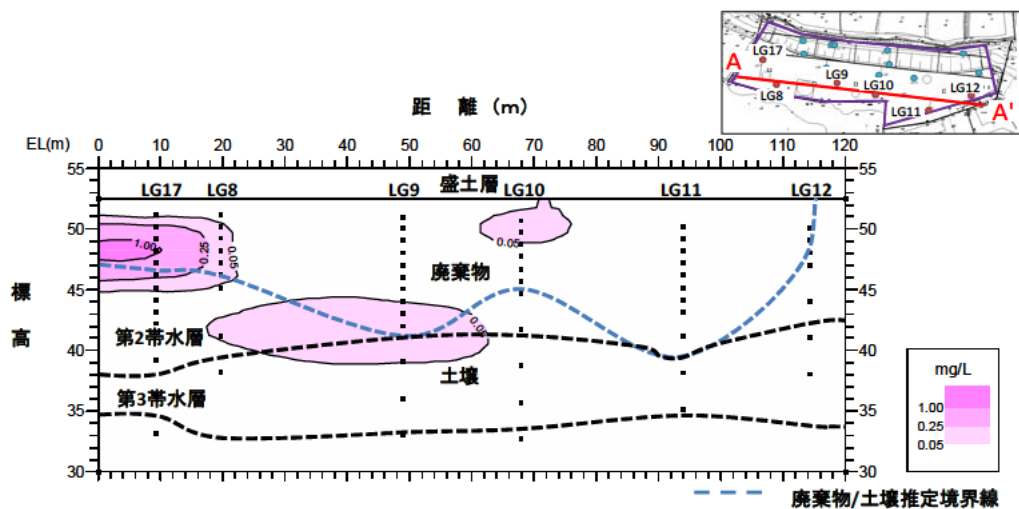 LG17
A
LG9
LG10
LG12
LG8
LG11
A'
距 離 (m)
EL(m)
0 10 20 30 40 50 60 70 80 90 100 110 120
55 盛土層 55
LG17 LG8 LG9 LG10 LG11 LG12
50 50
1.00
0.25
0.05
0.05
廃棄物
45 45
標
高
第2帯水層
0.05
40 40
土壌
第3帯水層
35 35
30 30
mg/L
1.00
0.25
0.05
廃棄物/土壌推定境界線